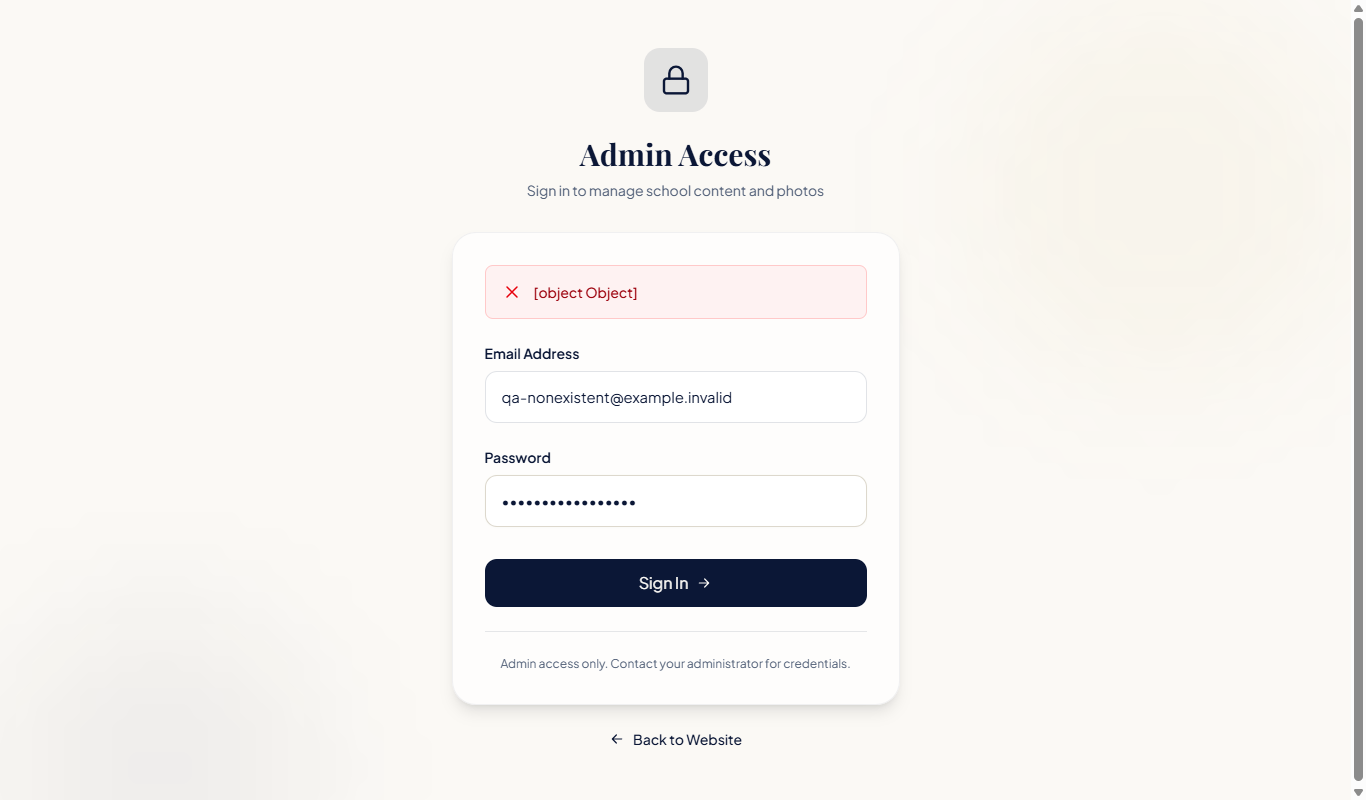 Admin Access
Sign in to manage school content and photos
[object Object]
Email Address
qa-nonexistent@example.invalid
Password
•••••••••••••••••
Sign In →
Admin access only. Contact your administrator for credentials.
← Back to Website